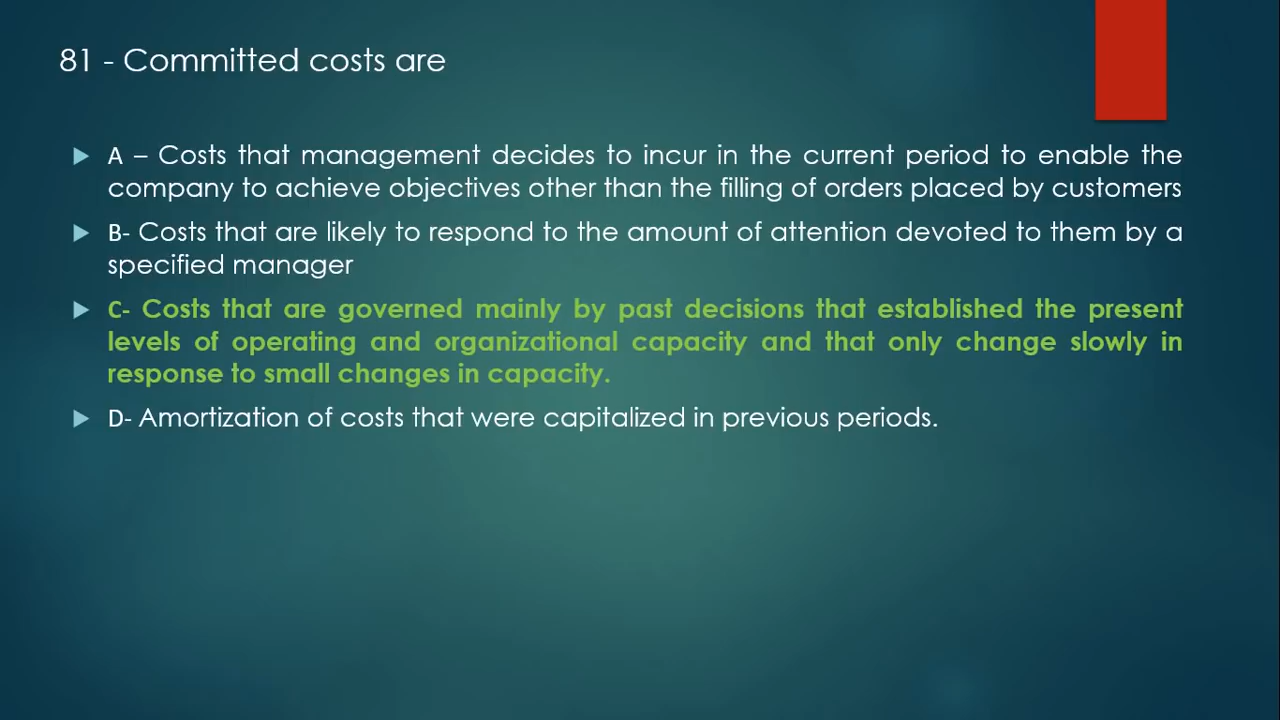 81 - Committed costs are
A – Costs that management decides to incur in the current period to enable the
company to achieve objectives other than the filling of orders placed by customers
B- Costs that are likely to respond to the amount of attention devoted to them by a
specified manager
C- Costs that are governed mainly by past decisions that established the present
levels of operating and organizational capacity and that only change slowly in
response to small changes in capacity.
D- Amortization of costs that were capitalized in previous periods.